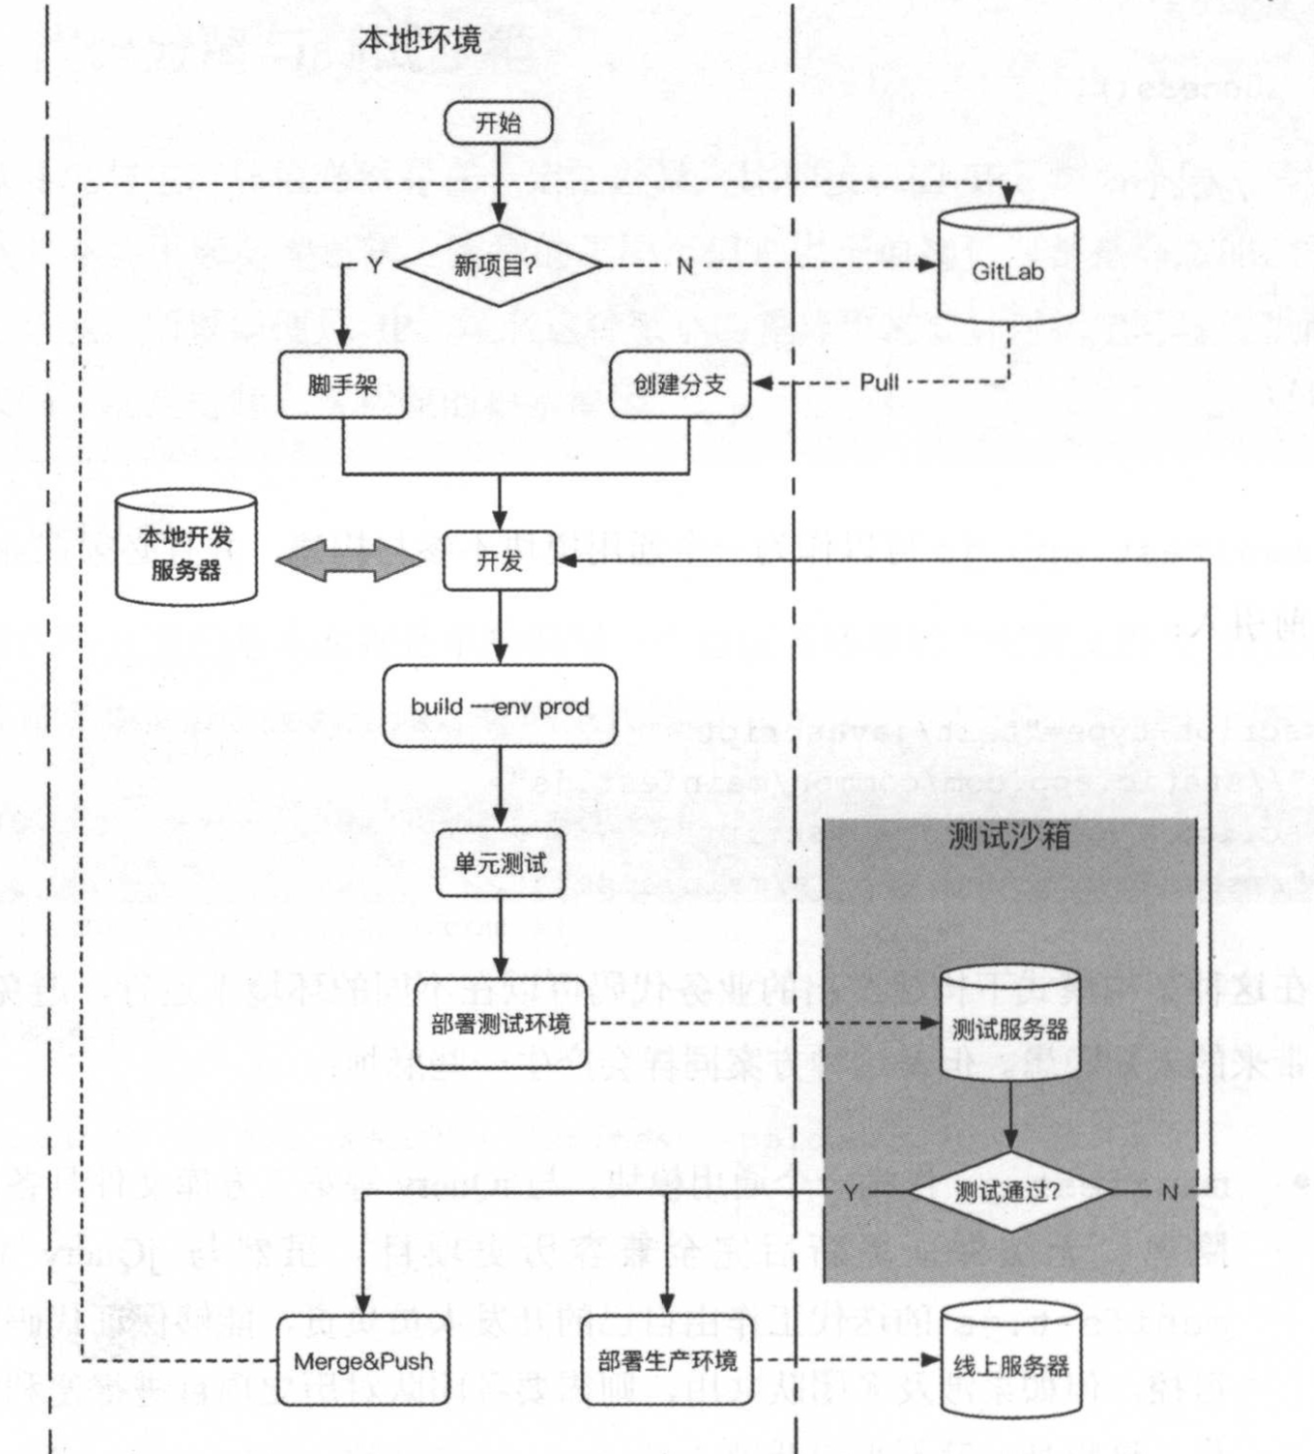 本地环境
开始
新项目?
Y
N
GitLab
脚手架
创建分支
Pull
本地开发
服务器
开发
build —env prod
单元测试
测试沙箱
部署测试环境
测试服务器
测试通过?
Y
N
Merge&Push
部署生产环境
线上服务器